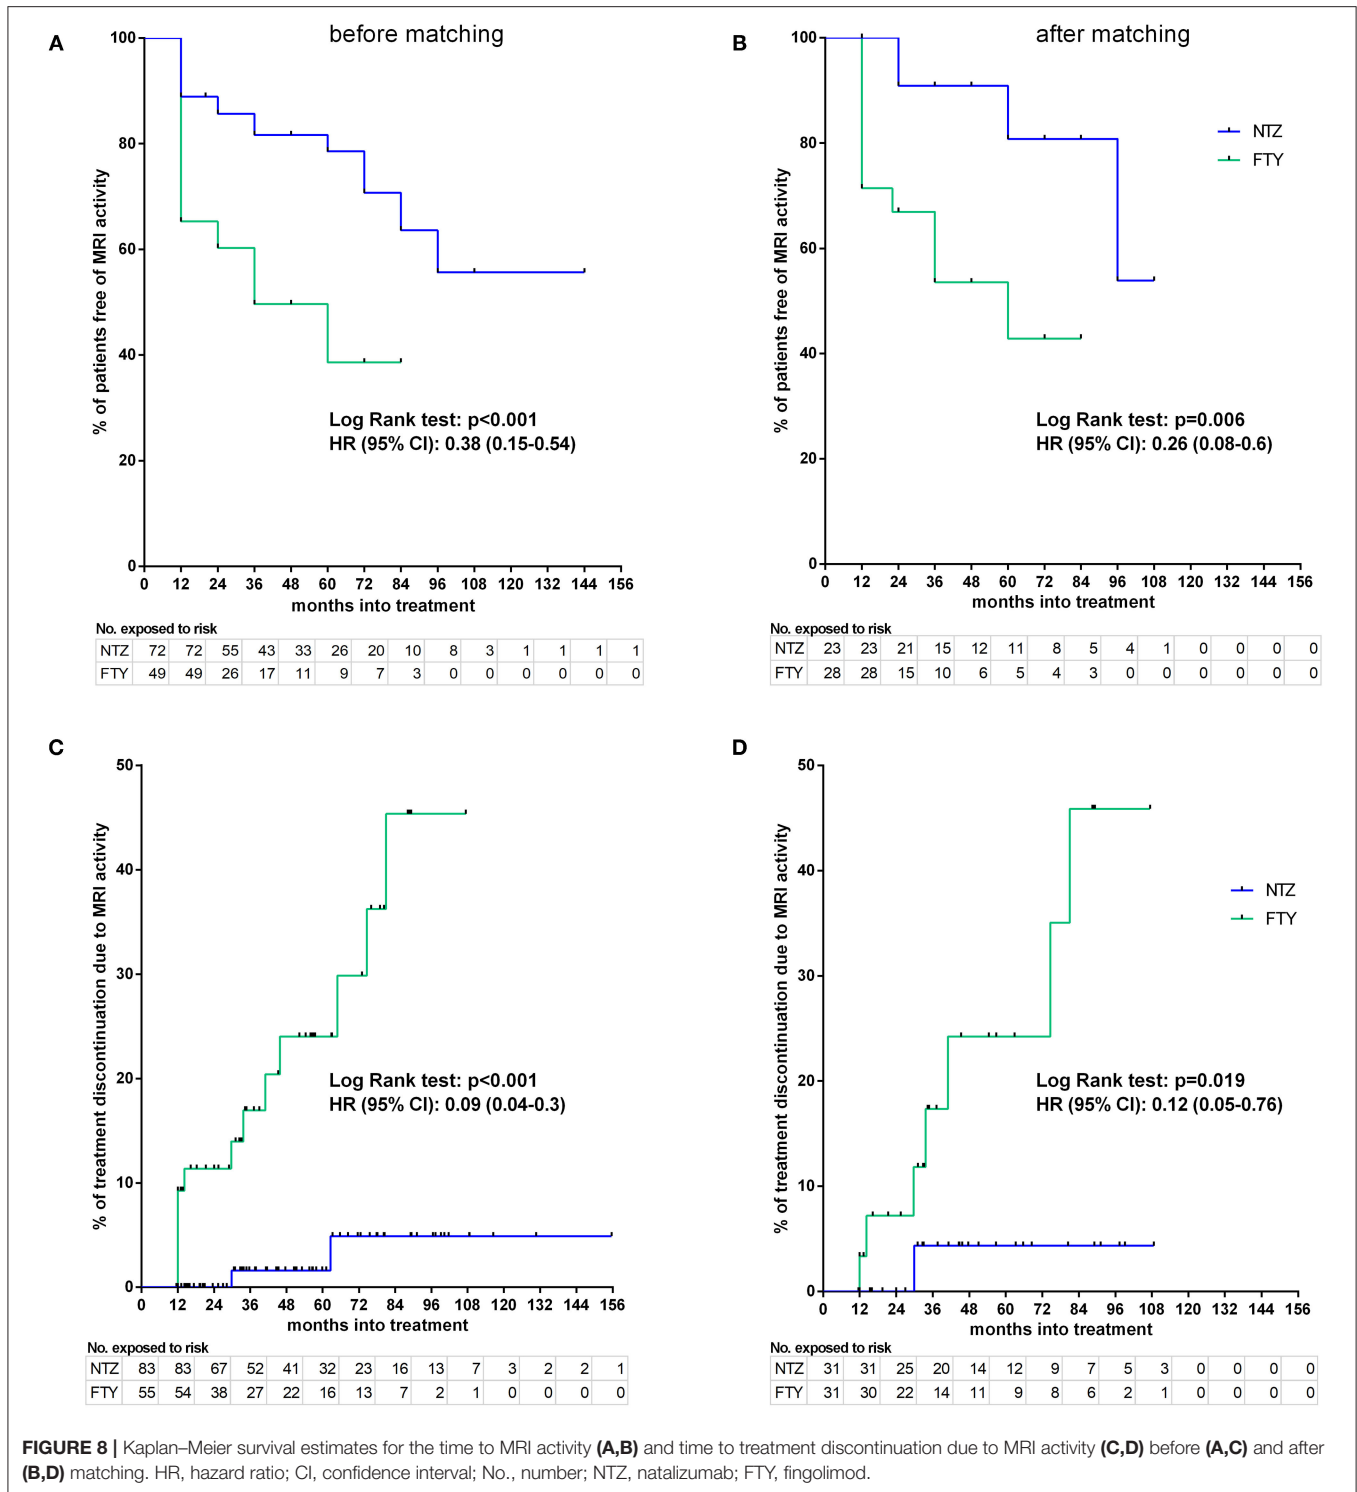 A
before matching
% of patients free of MRI activity
100
80
60
40
20
0
Log Rank test: p<0.001
HR (95% CI): 0.38 (0.15-0.54)
0 12 24 36 48 60 72 84 96 108 120 132 144 156
months into treatment
No. exposed to risk
NTZ 72 72 55 43 33 26 20 10 8 3 1 1 1 1
FTY 49 49 26 17 11 9 7 3 0 0 0 0 0 0
B
after matching
% of patients free of MRI activity
100
80
60
40
20
0
NTZ
FTY
Log Rank test: p=0.006
HR (95% CI): 0.26 (0.08-0.6)
0 12 24 36 48 60 72 84 96 108 120 132 144 156
months into treatment
No. exposed to risk
NTZ 23 23 21 15 12 11 8 5 4 1 0 0 0 0
FTY 28 28 15 10 6 5 4 3 0 0 0 0 0 0
C
% of treatment discontinuation due to MRI activity
50
40
30
20
10
0
Log Rank test: p<0.001
HR (95% CI): 0.09 (0.04-0.3)
0 12 24 36 48 60 72 84 96 108 132 144 156
months into treatment
No. exposed to risk
NTZ 83 83 67 52 41 32 23 16 13 7 3 2 2 1
FTY 55 54 38 27 22 16 13 7 2 1 0 0 0 0
D
% of treatment discontinuation due to MRI activity
50
40
30
20
10
0
NTZ
FTY
Log Rank test: p=0.019
HR (95% CI): 0.12 (0.05-0.76)
0 12 24 36 48 60 72 84 96 108 120 132 144 156
months into treatment
No. exposed to risk
NTZ 31 31 25 20 14 12 9 7 5 3 0 0 0 0
FTY 31 30 22 14 11 9 8 6 2 1 0 0 0 0
FIGURE 8 | Kaplan–Meier survival estimates for the time to MRI activity (A,B) and time to treatment discontinuation due to MRI activity (C,D) before (A,C) and after
(B,D) matching. HR, hazard ratio; CI, confidence interval; No., number; NTZ, natalizumab; FTY, fingolimod.